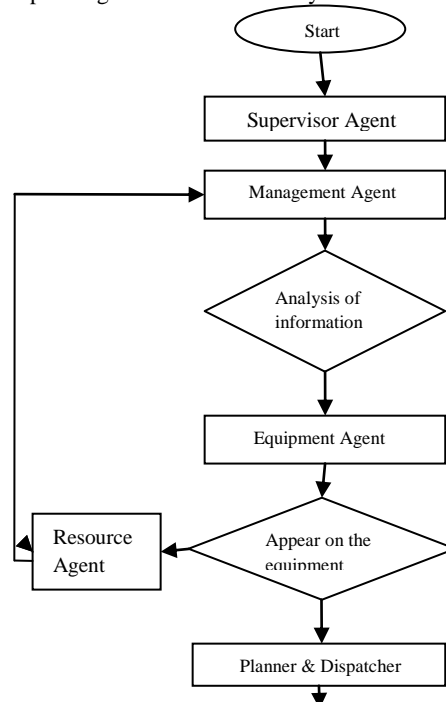 Start
Supervisor Agent
Management Agent
Analysis of
information
Equipment Agent
Resource
Agent
Appear on the
equipment
Planner & Dispatcher